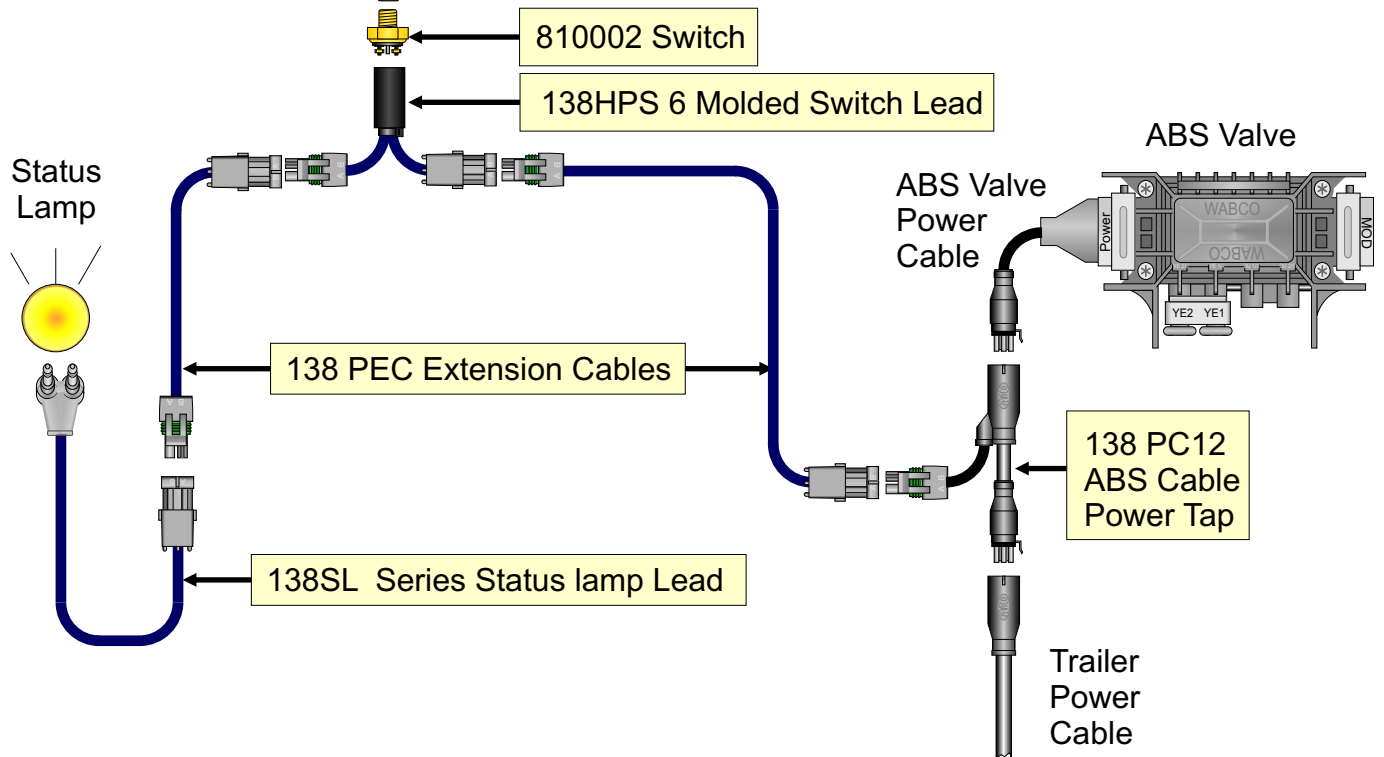 810002 Switch
138HPS 6 Molded Switch Lead
ABS Valve
Status
Lamp
ABS Valve
Power
Cable
Power
WABCO
WABCO
MOD
YE2 YE1
138 PEC Extension Cables
138 PC12
ABS Cable
Power Tap
138SL Series Status lamp Lead
Trailer
Power
Cable